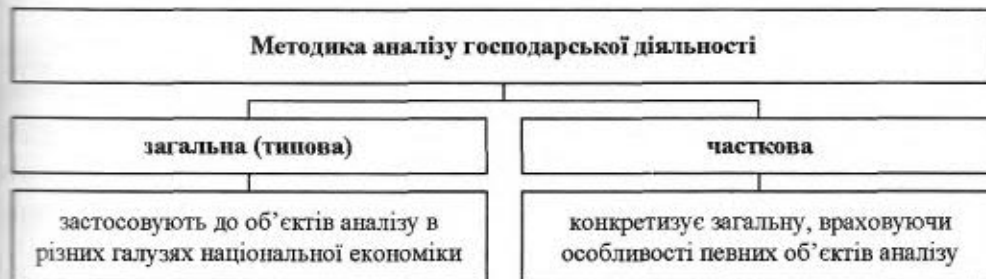 Методика аналізу господарської діяльності
загальна (типова)
часткова
застосовують до об’єктів аналізу в
різних галузях національної економіки
конкретизує загальну, враховуючи
особливості певних об’єктів аналізу